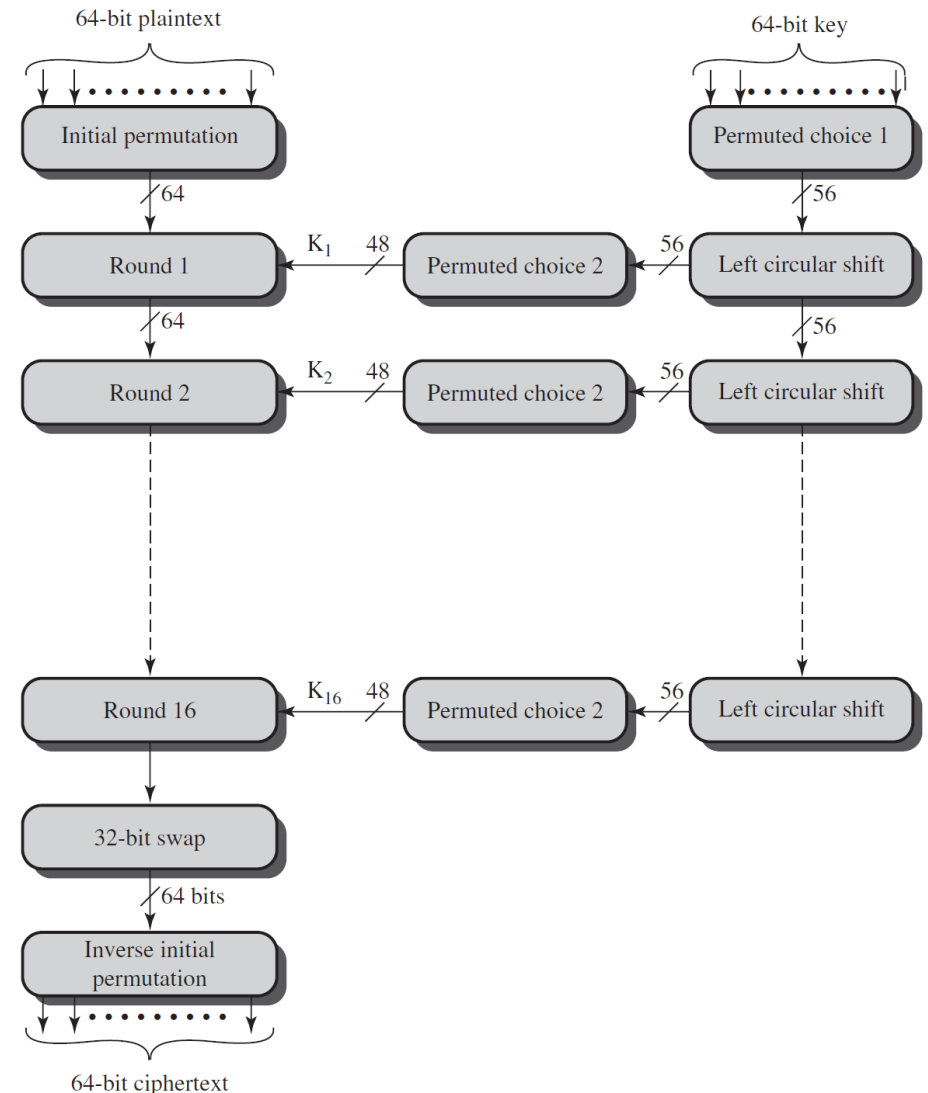 64-bit plaintext
64-bit key
Initial permutation
Permuted choice 1
64
56
Round 1
K1
48
Permuted choice 2
56
Left circular shift
64
56
Round 2
K2
48
Permuted choice 2
56
Left circular shift
Round 16
K16
48
Permuted choice 2
56
Left circular shift
32-bit swap
64 bits
Inverse initial
permutation
64-bit ciphertext